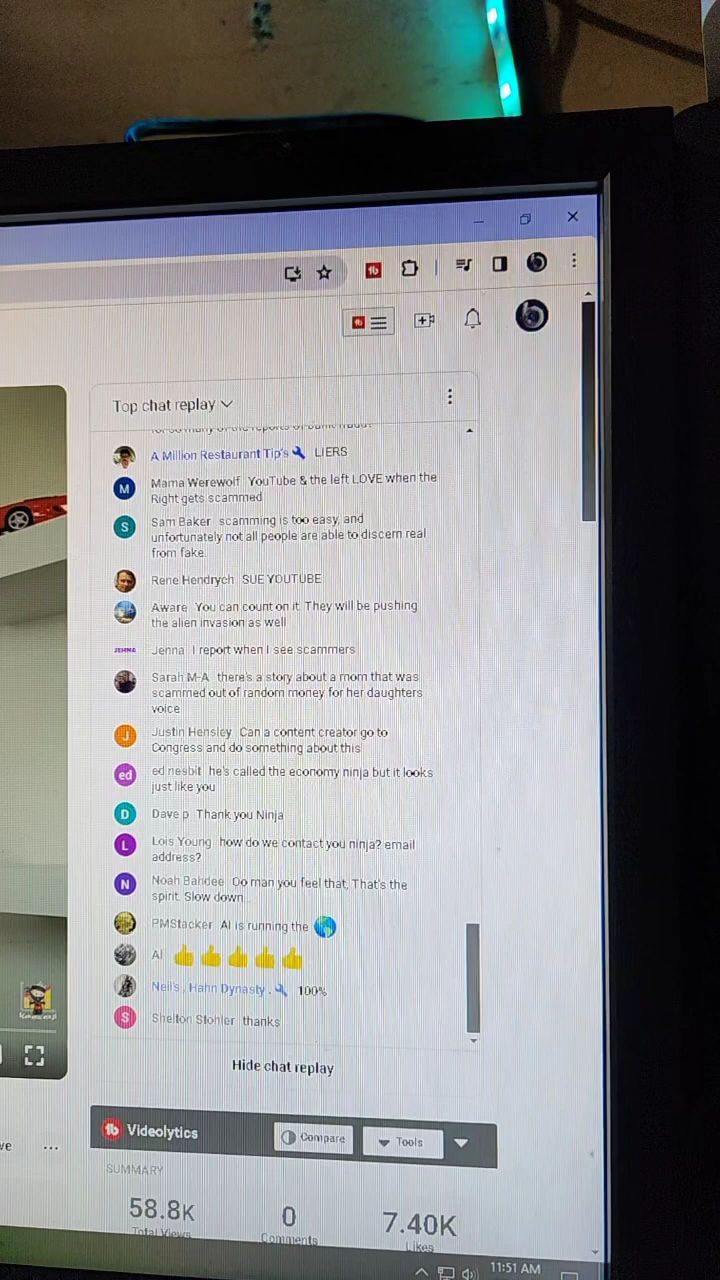 Top chat replay
A Million Restaurant Tip's LIERS
Mama Werewolf YouTube & the left LOVE when the
Right gets scammed
Sam Baker scamming is too easy, and
unfortunately not all people are able to discern real
from fake.
Rene Hendrych SUE YOUTUBE
Aware You can count on it. They will be pushing
the alien invasion as well
JENNA Jenna I report when I see scammers
Sarah M-A there's a story about a mom that was
scammed out of random money for her daughters
voice
J Justin Hensley Can a content creator go to
Congress and do something about this
ed ed nesbit he's called the economy ninja but it looks
just like you
D Dave p Thank you Ninja
L Lois Young how do we contact you ninja? email
address?
N Noah Bahdee Oo man you feel that, That's the
spirit. Slow down...
PMStacker AI is running the 🌎
Al 👍👍👍👍👍
Neil's . Hahn Dynasty . 100%
S Shelton Stohler thanks
Hide chat replay
Videolytics Compare Tools
SUMMARY
58.8K 0 7.40K
Total Views Comments Likes
11:51 AM